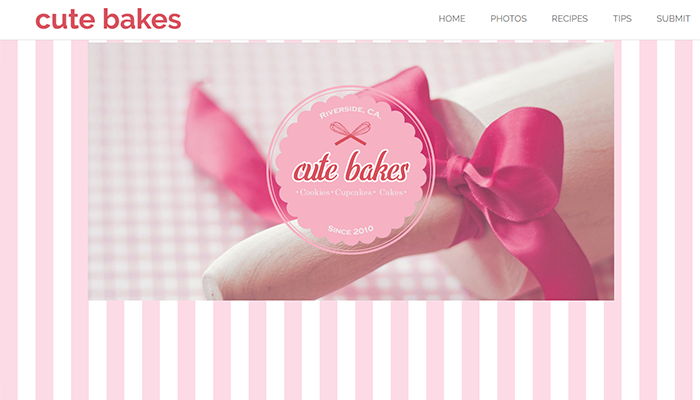 cute bakes
HOME PHOTOS RECIPES TIPS SUBMIT
RIVERSIDE, CA.
cute bakes
•Cookies•Cupcakes• Cakes•
SINCE 2010